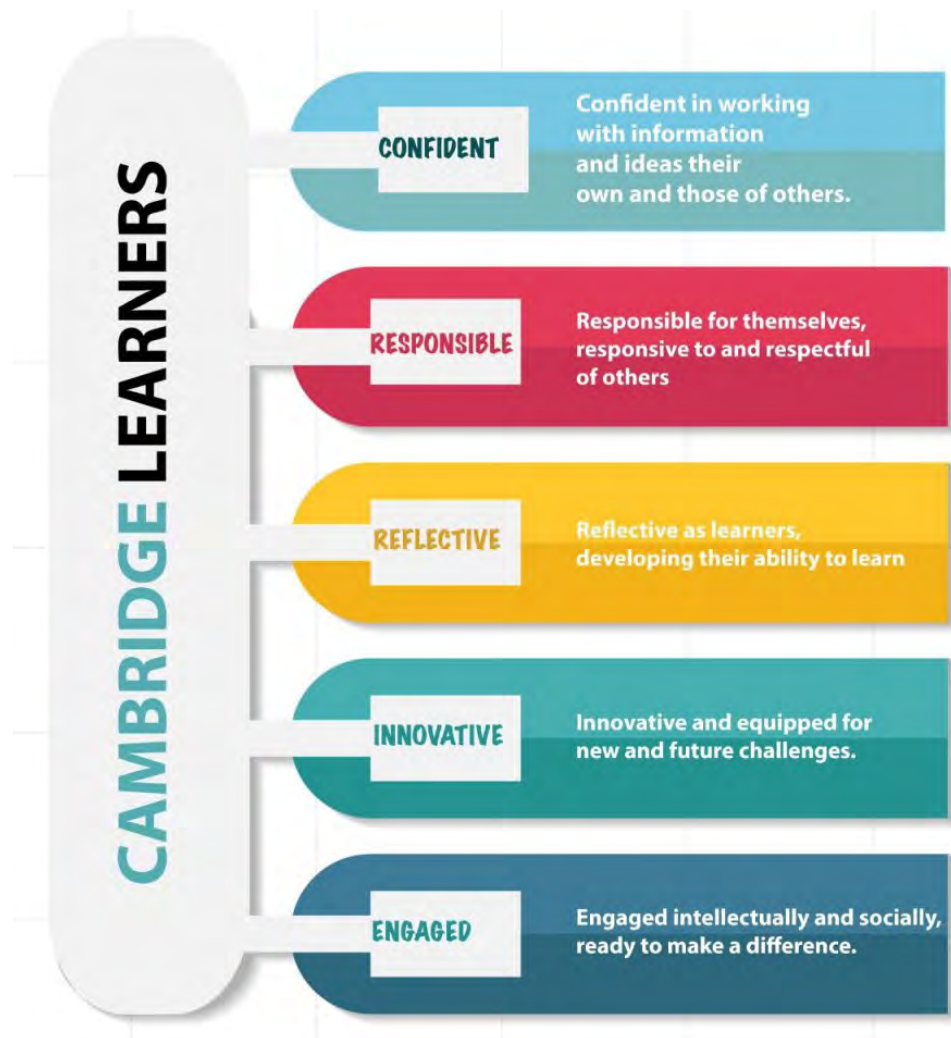 CAMBRIDGE LEARNERS
CONFIDENT
Confident in working
with information
and ideas their
own and those of others.
RESPONSIBLE
Responsible for themselves,
responsive to and respectful
of others
REFLECTIVE
Reflective as learners,
developing their ability to learn
INNOVATIVE
Innovative and equipped for
new and future challenges.
ENGAGED
Engaged intellectually and socially,
ready to make a difference.